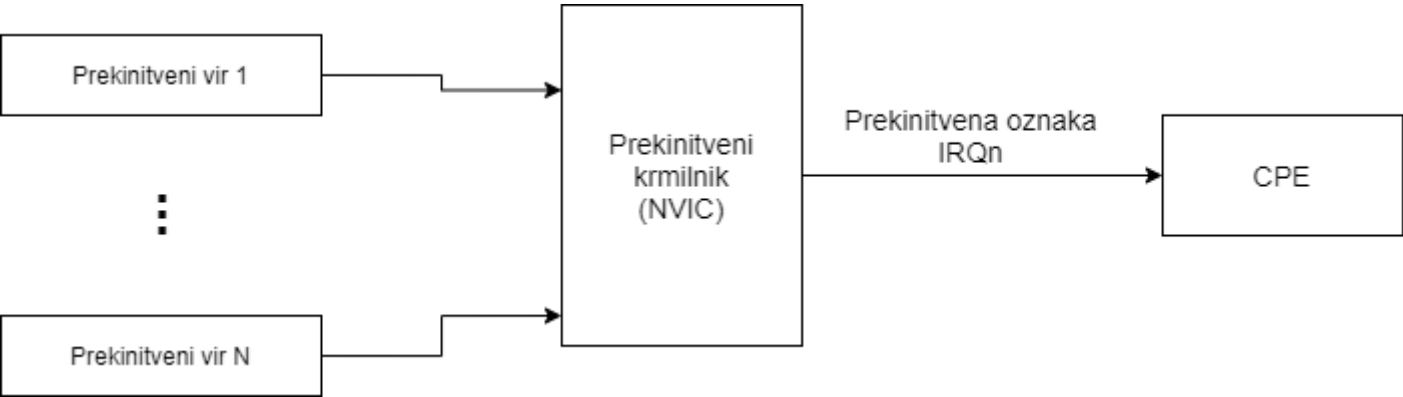 Prekinitveni vir 1
Prekinitveni
krmilnik
(NVIC)
Prekinitvena oznaka
IRQn
CPE
Prekinitveni vir N